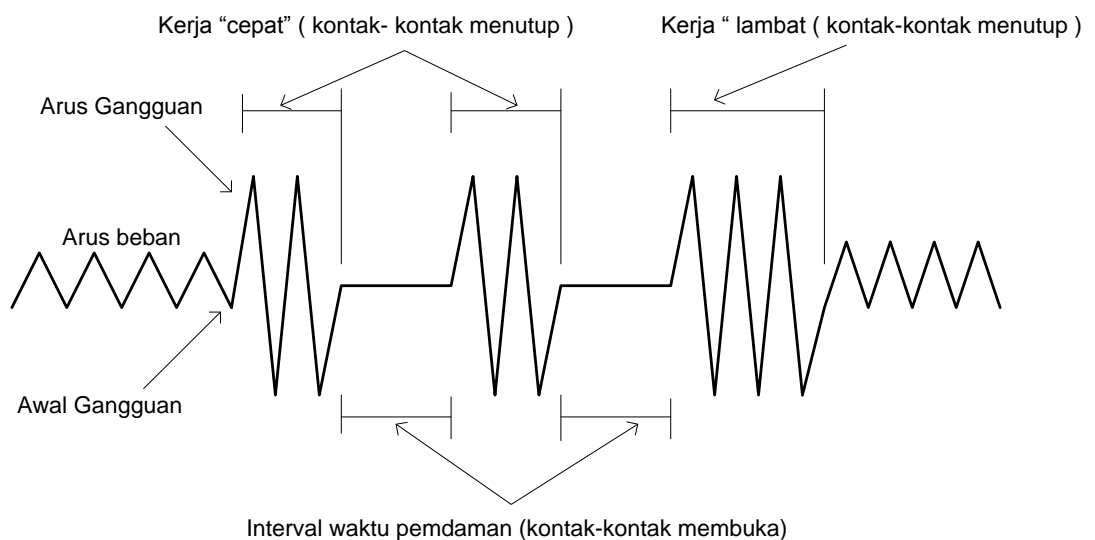 Kerja “cepat” ( kontak- kontak menutup )
Kerja “ lambat ( kontak-kontak menutup )
Arus Gangguan
Arus beban
Awal Gangguan
Interval waktu pemdaman (kontak-kontak membuka)